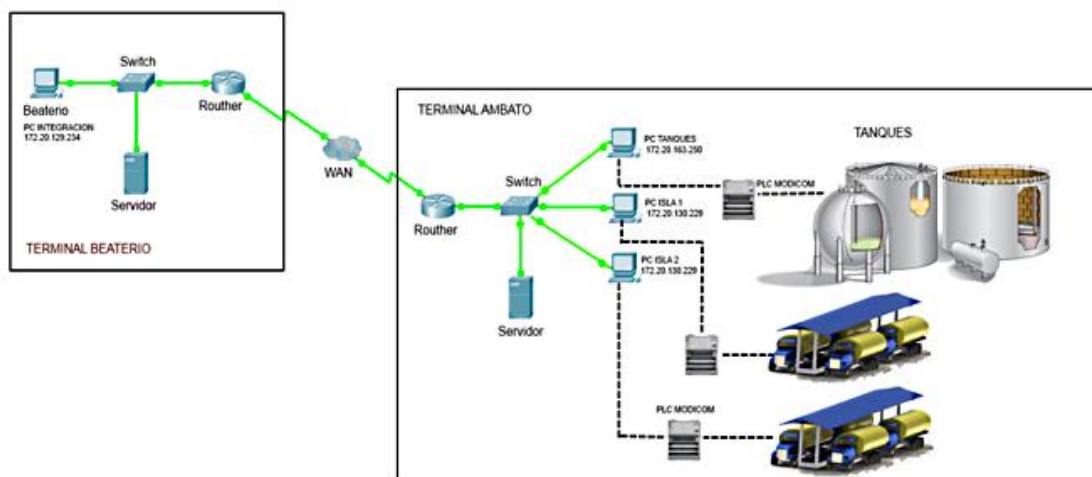 Switch
Routher
Beaterio
PC INTEGRACION
172.20.129.234
Servidor
TERMINAL BEATERIO
WAN
TERMINAL AMBATO
Switch
Routher
Servidor
PC TANQUES
172.20.163.250
PC ISLA 1
172.20.130.229
PC ISLA 2
172.20.130.229
PLC MODICOM
TANQUES
PLC MODICOM